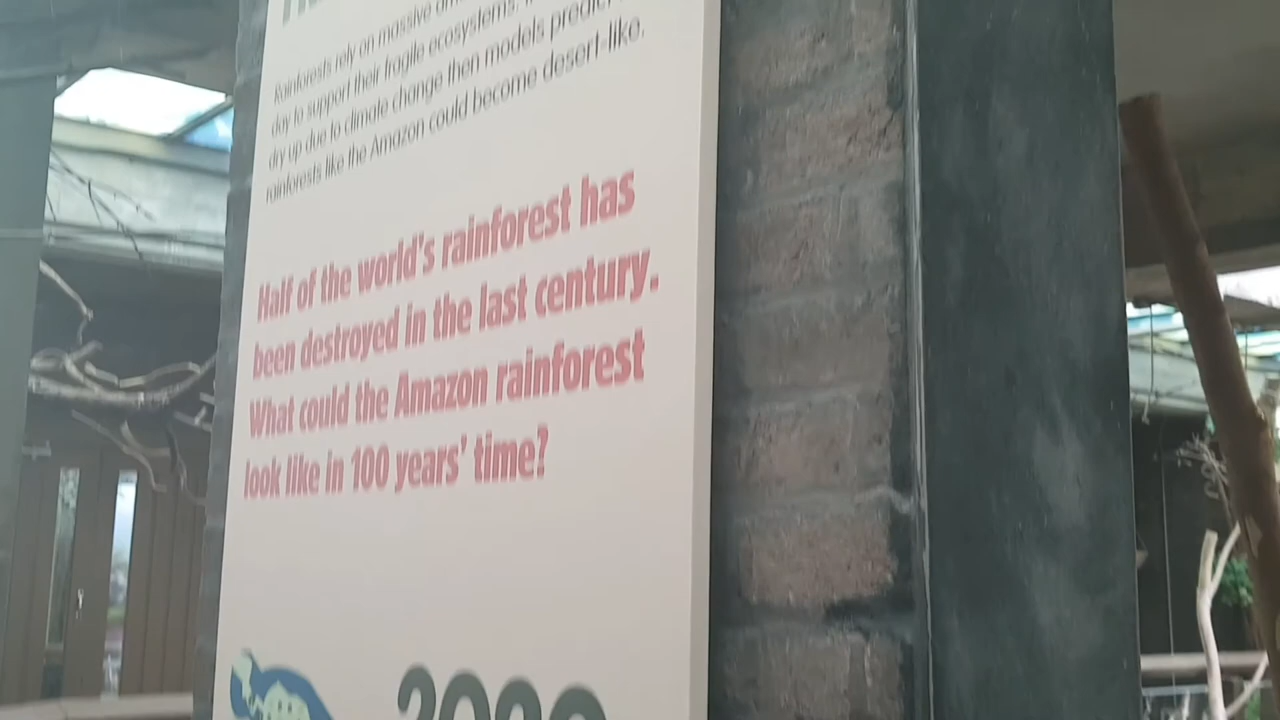 Rainforests rely on massive
day to support their fragile ecosystems.
dry up due to climate change then models predict
rainforests like the Amazon could become desert-like.
Half of the world's rainforest has
been destroyed in the last century.
What could the Amazon rainforest
look like in 100 years' time?